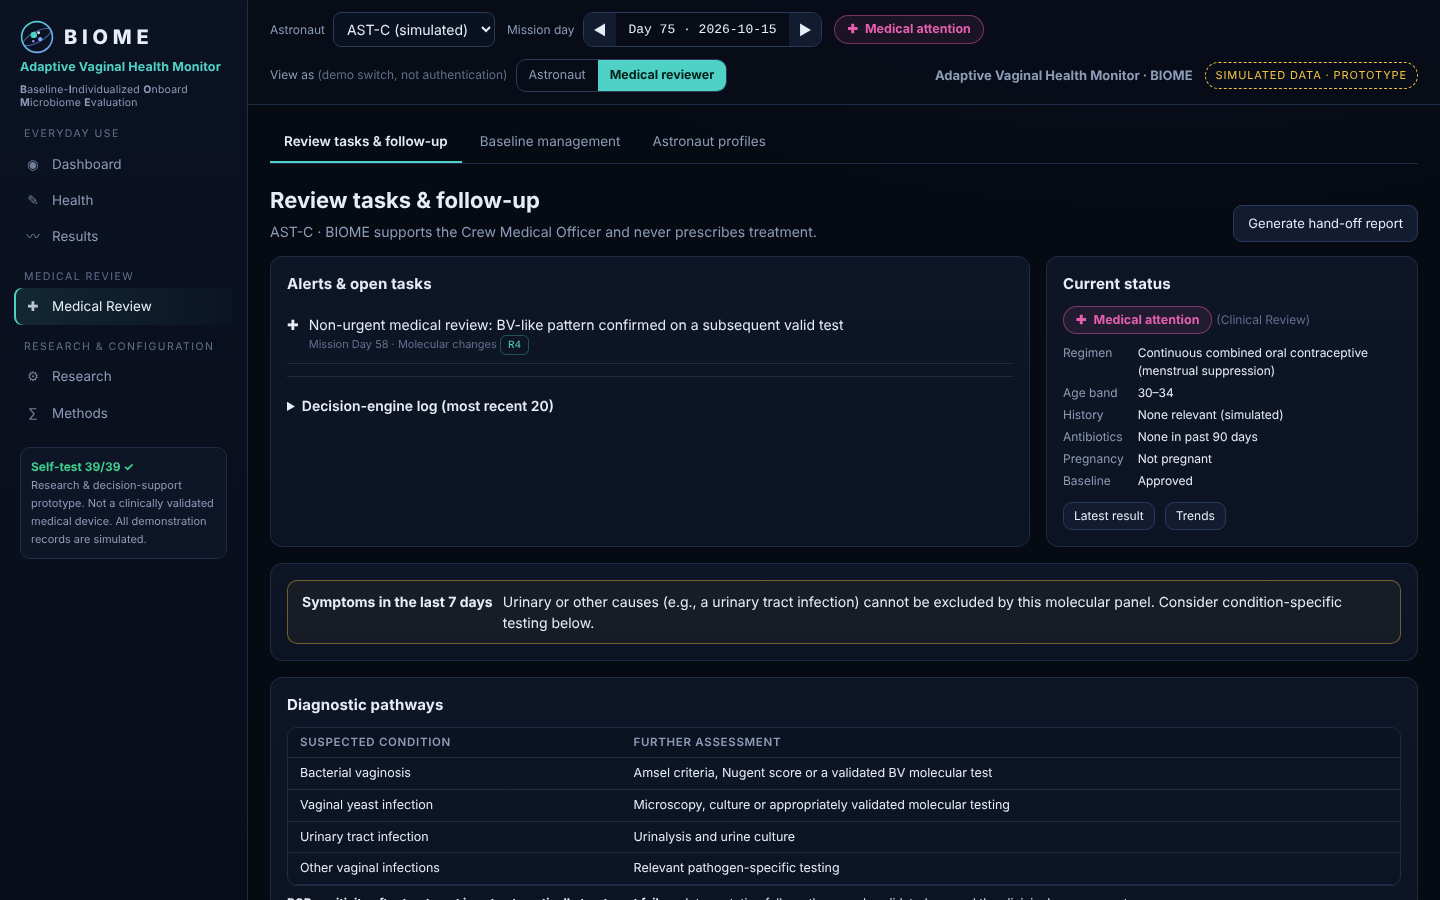 BIOME
Adaptive Vaginal Health Monitor
Baseline-Individualized Onboard
Microbiome Evaluation
EVERYDAY USE
Dashboard
Health
Results
MEDICAL REVIEW
Medical Review
RESEARCH & CONFIGURATION
Research
Methods
Self-test 39/39 ✓
Research & decision-support
prototype. Not a clinically validated
medical device. All demonstration
records are simulated.
Astronaut AST-C (simulated) Mission day ◀ Day 75 · 2026-10-15 ▶ ✚ Medical attention
View as (demo switch, not authentication) Astronaut Medical reviewer
Adaptive Vaginal Health Monitor · BIOME SIMULATED DATA · PROTOTYPE
Review tasks & follow-up Baseline management Astronaut profiles
Review tasks & follow-up
AST-C · BIOME supports the Crew Medical Officer and never prescribes treatment.
Generate hand-off report
Alerts & open tasks
✚ Non-urgent medical review: BV-like pattern confirmed on a subsequent valid test
Mission Day 58 · Molecular changes R4
▶ Decision-engine log (most recent 20)
Current status
✚ Medical attention (Clinical Review)
Regimen Continuous combined oral contraceptive
(menstrual suppression)
Age band 30–34
History None relevant (simulated)
Antibiotics None in past 90 days
Pregnancy Not pregnant
Baseline Approved
Latest result Trends
Symptoms in the last 7 days Urinary or other causes (e.g., a urinary tract infection) cannot be excluded by this molecular panel. Consider condition-specific
testing below.
Diagnostic pathways
SUSPECTED CONDITION FURTHER ASSESSMENT
Bacterial vaginosis Amsel criteria, Nugent score or a validated BV molecular test
Vaginal yeast infection Microscopy, culture or appropriately validated molecular testing
Urinary tract infection Urinalysis and urine culture
Other vaginal infections Relevant pathogen-specific testing